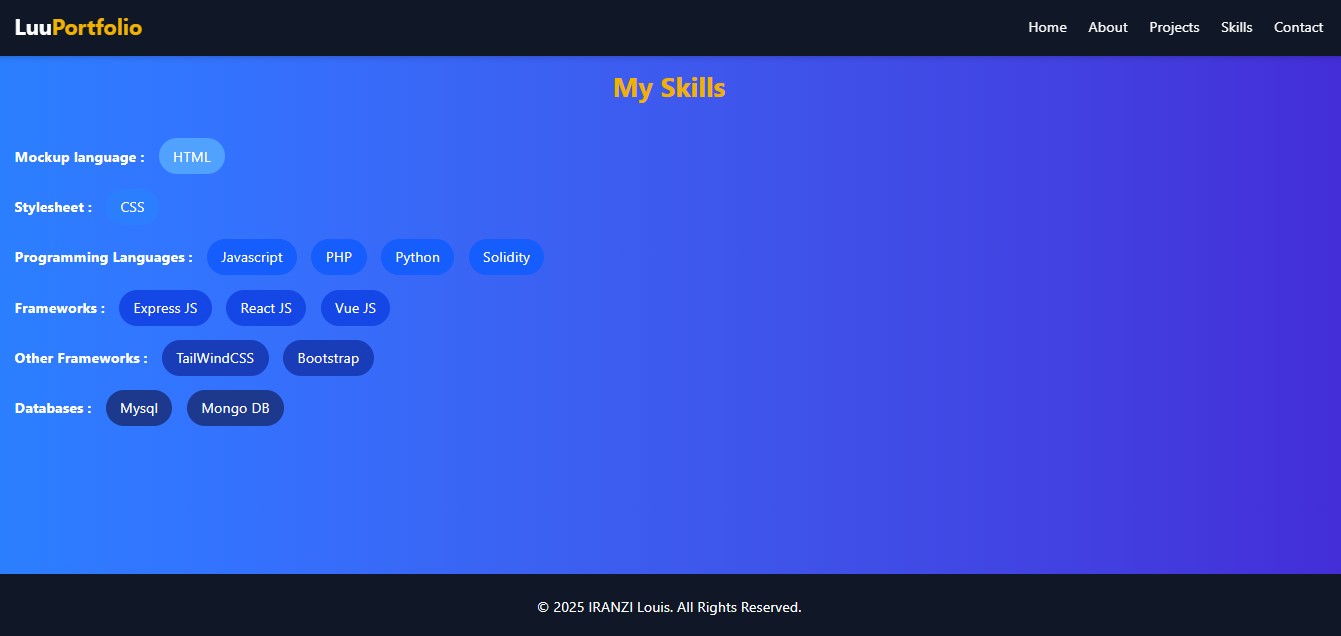 LuuPortfolio Home About Projects Skills Contact
My Skills
Mockup language : HTML
Stylesheet : CSS
Programming Languages : Javascript PHP Python Solidity
Frameworks : Express JS React JS Vue JS
Other Frameworks : TailWindCSS Bootstrap
Databases : Mysql Mongo DB
© 2025 IRANZI Louis. All Rights Reserved.